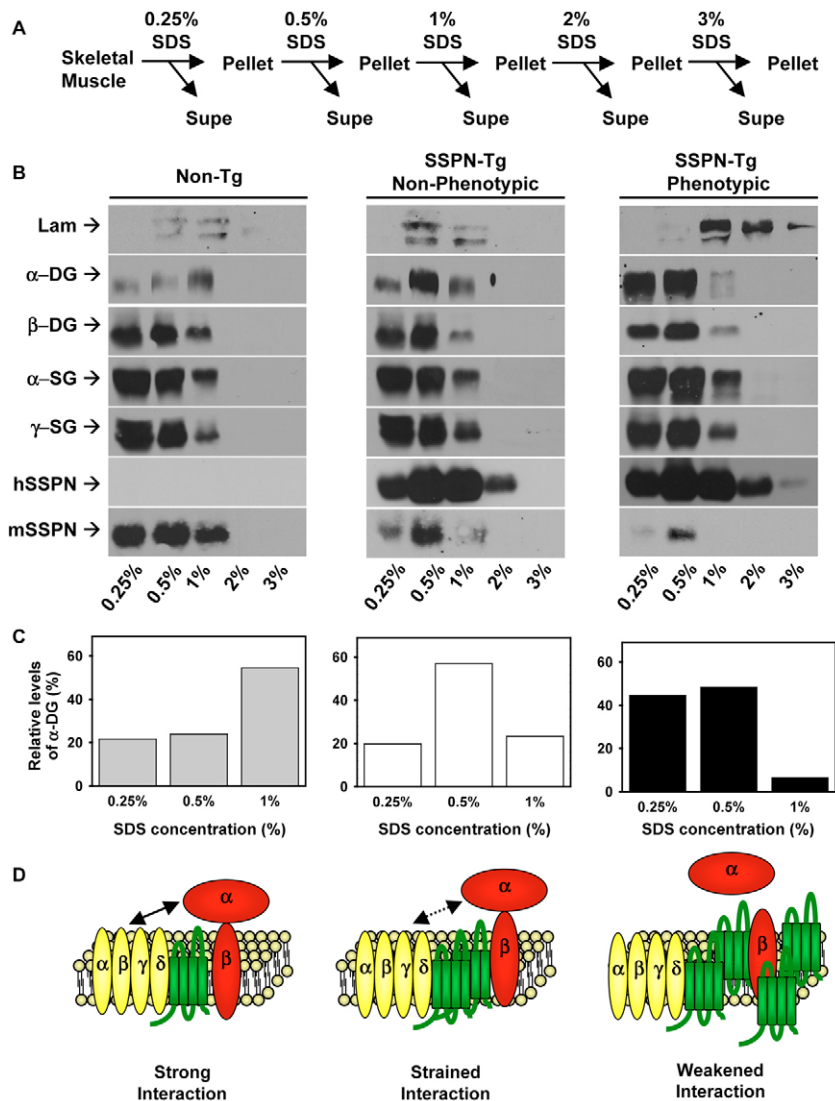 A
0.25% 0.5% 1% 2% 3%
SDS SDS SDS SDS SDS
Skeletal Muscle Pellet Pellet Pellet Pellet Pellet
Supe Supe Supe Supe Supe
B
Non-Tg
SSPN-Tg
Non-Phenotypic
SSPN-Tg
Phenotypic
Lam →
α–DG →
β–DG →
α–SG →
γ–SG →
hSSPN →
mSSPN →
0.25% 0.5% 1% 2% 3%
0.25% 0.5% 1% 2% 3%
0.25% 0.5% 1% 2% 3%
C
Relative levels
of α-DG (%)
60
40
20
0
0.25% 0.5% 1%
SDS concentration (%)
60
40
20
0
0.25% 0.5% 1%
SDS concentration (%)
60
40
20
0
0.25% 0.5% 1%
SDS concentration (%)
D
α
α β γ δ β
Strong
Interaction
α
α β γ δ β
Strained
Interaction
α
α β γ δ β
Weakened
Interaction